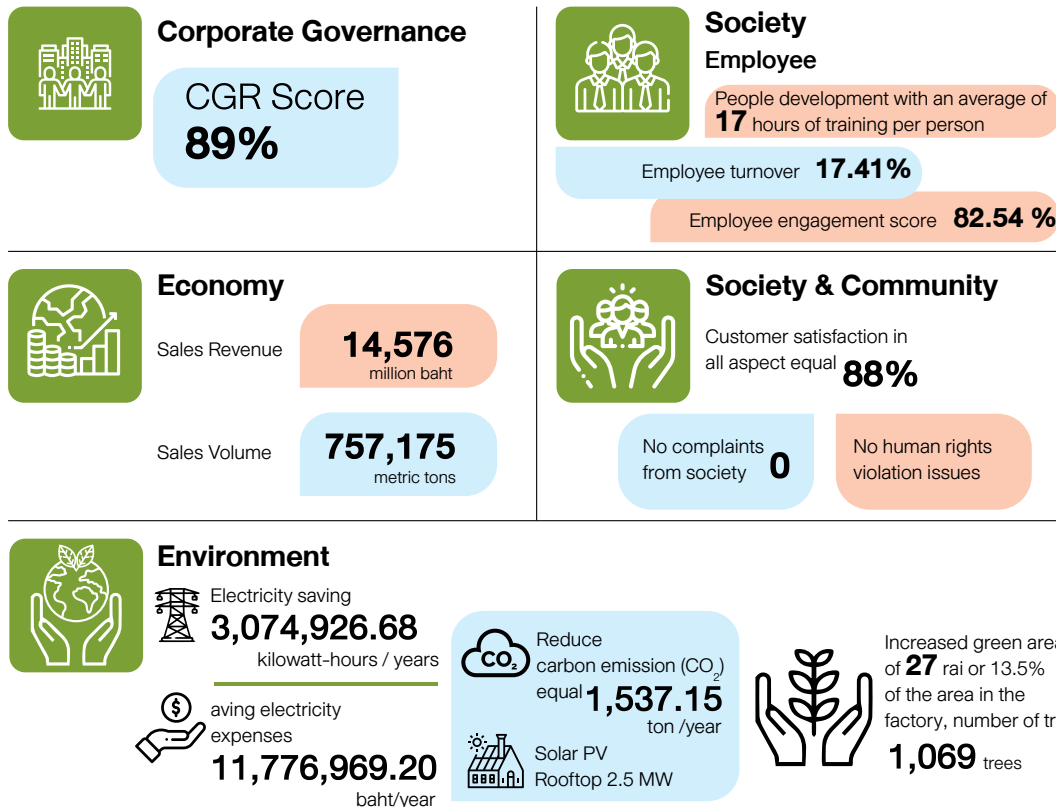 Corporate Governance
CGR Score
89%
Society
Employee
People development with an average of
17 hours of training per person
Employee turnover 17.41%
Employee engagement score 82.54 %
Economy
Sales Revenue
14,576
million baht
Sales Volume
757,175
metric tons
Society & Community
Customer satisfaction in
all aspect equal 88%
No complaints
from society 0
No human rights
violation issues
Environment
Electricity saving
3,074,926.68
kilowatt-hours / years
aving electricity
expenses
11,776,969.20
baht/year
CO₂
Reduce
carbon emission (CO₂)
equal 1,537.15
ton /year
Solar PV
Rooftop 2.5 MW
Increased green area
of 27 rai or 13.5%
of the area in the
factory, number of
1,069 trees